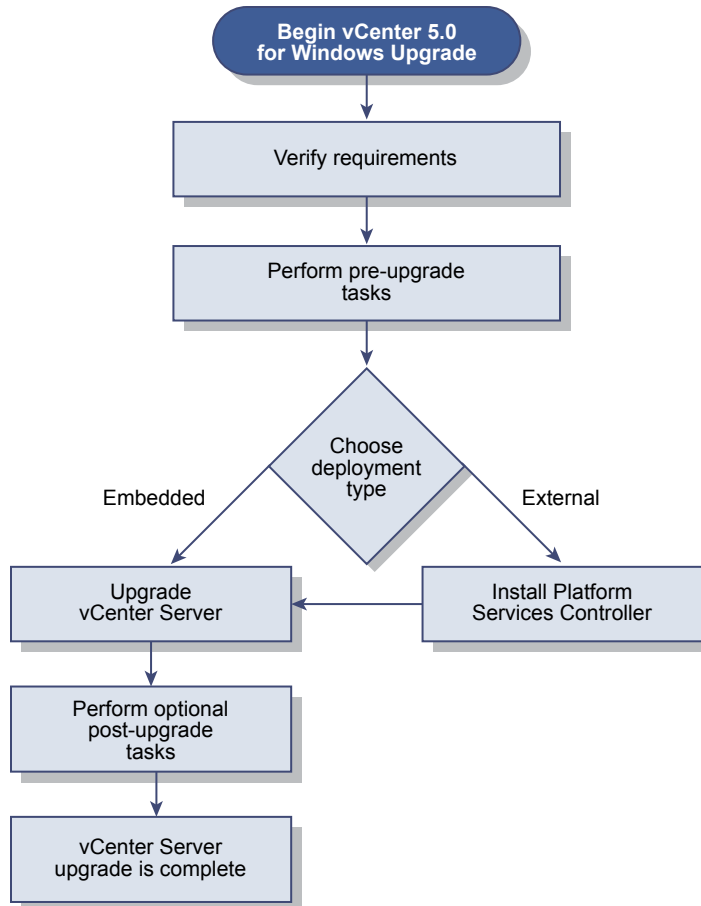 Begin vCenter 5.0
for Windows Upgrade
Verify requirements
Perform pre-upgrade
tasks
Choose
deployment
type
Embedded
External
Upgrade
vCenter Server
Install Platform
Services Controller
Perform optional
post-upgrade
tasks
vCenter Server
upgrade is complete